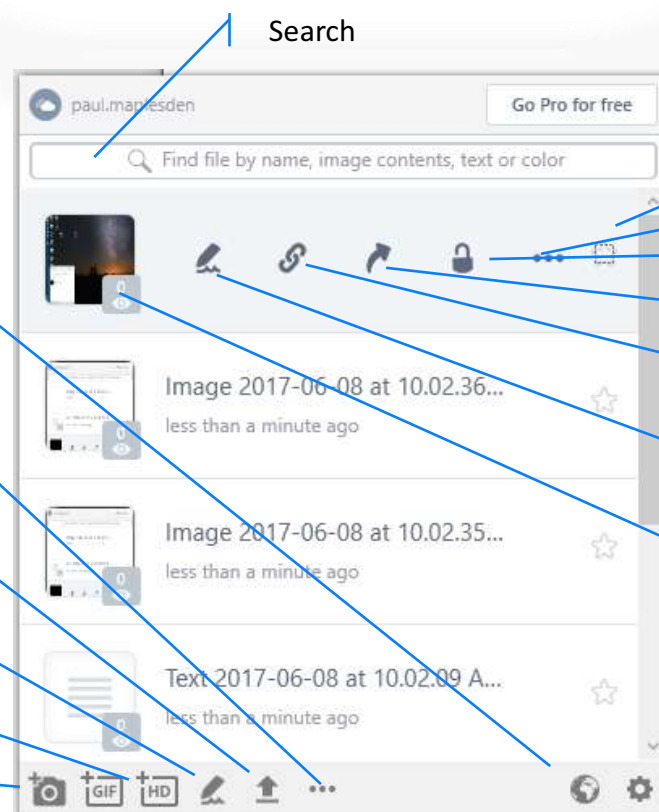 Search
paul.maplesden
Go Pro for free
Find file by name, image contents, text or color
0
Image 2017-06-08 at 10.02.36...
less than a minute ago
0
Image 2017-06-08 at 10.02.35...
less than a minute ago
0
Text 2017-06-08 at 10.02.09 A...
less than a minute ago
0
GIF
HD